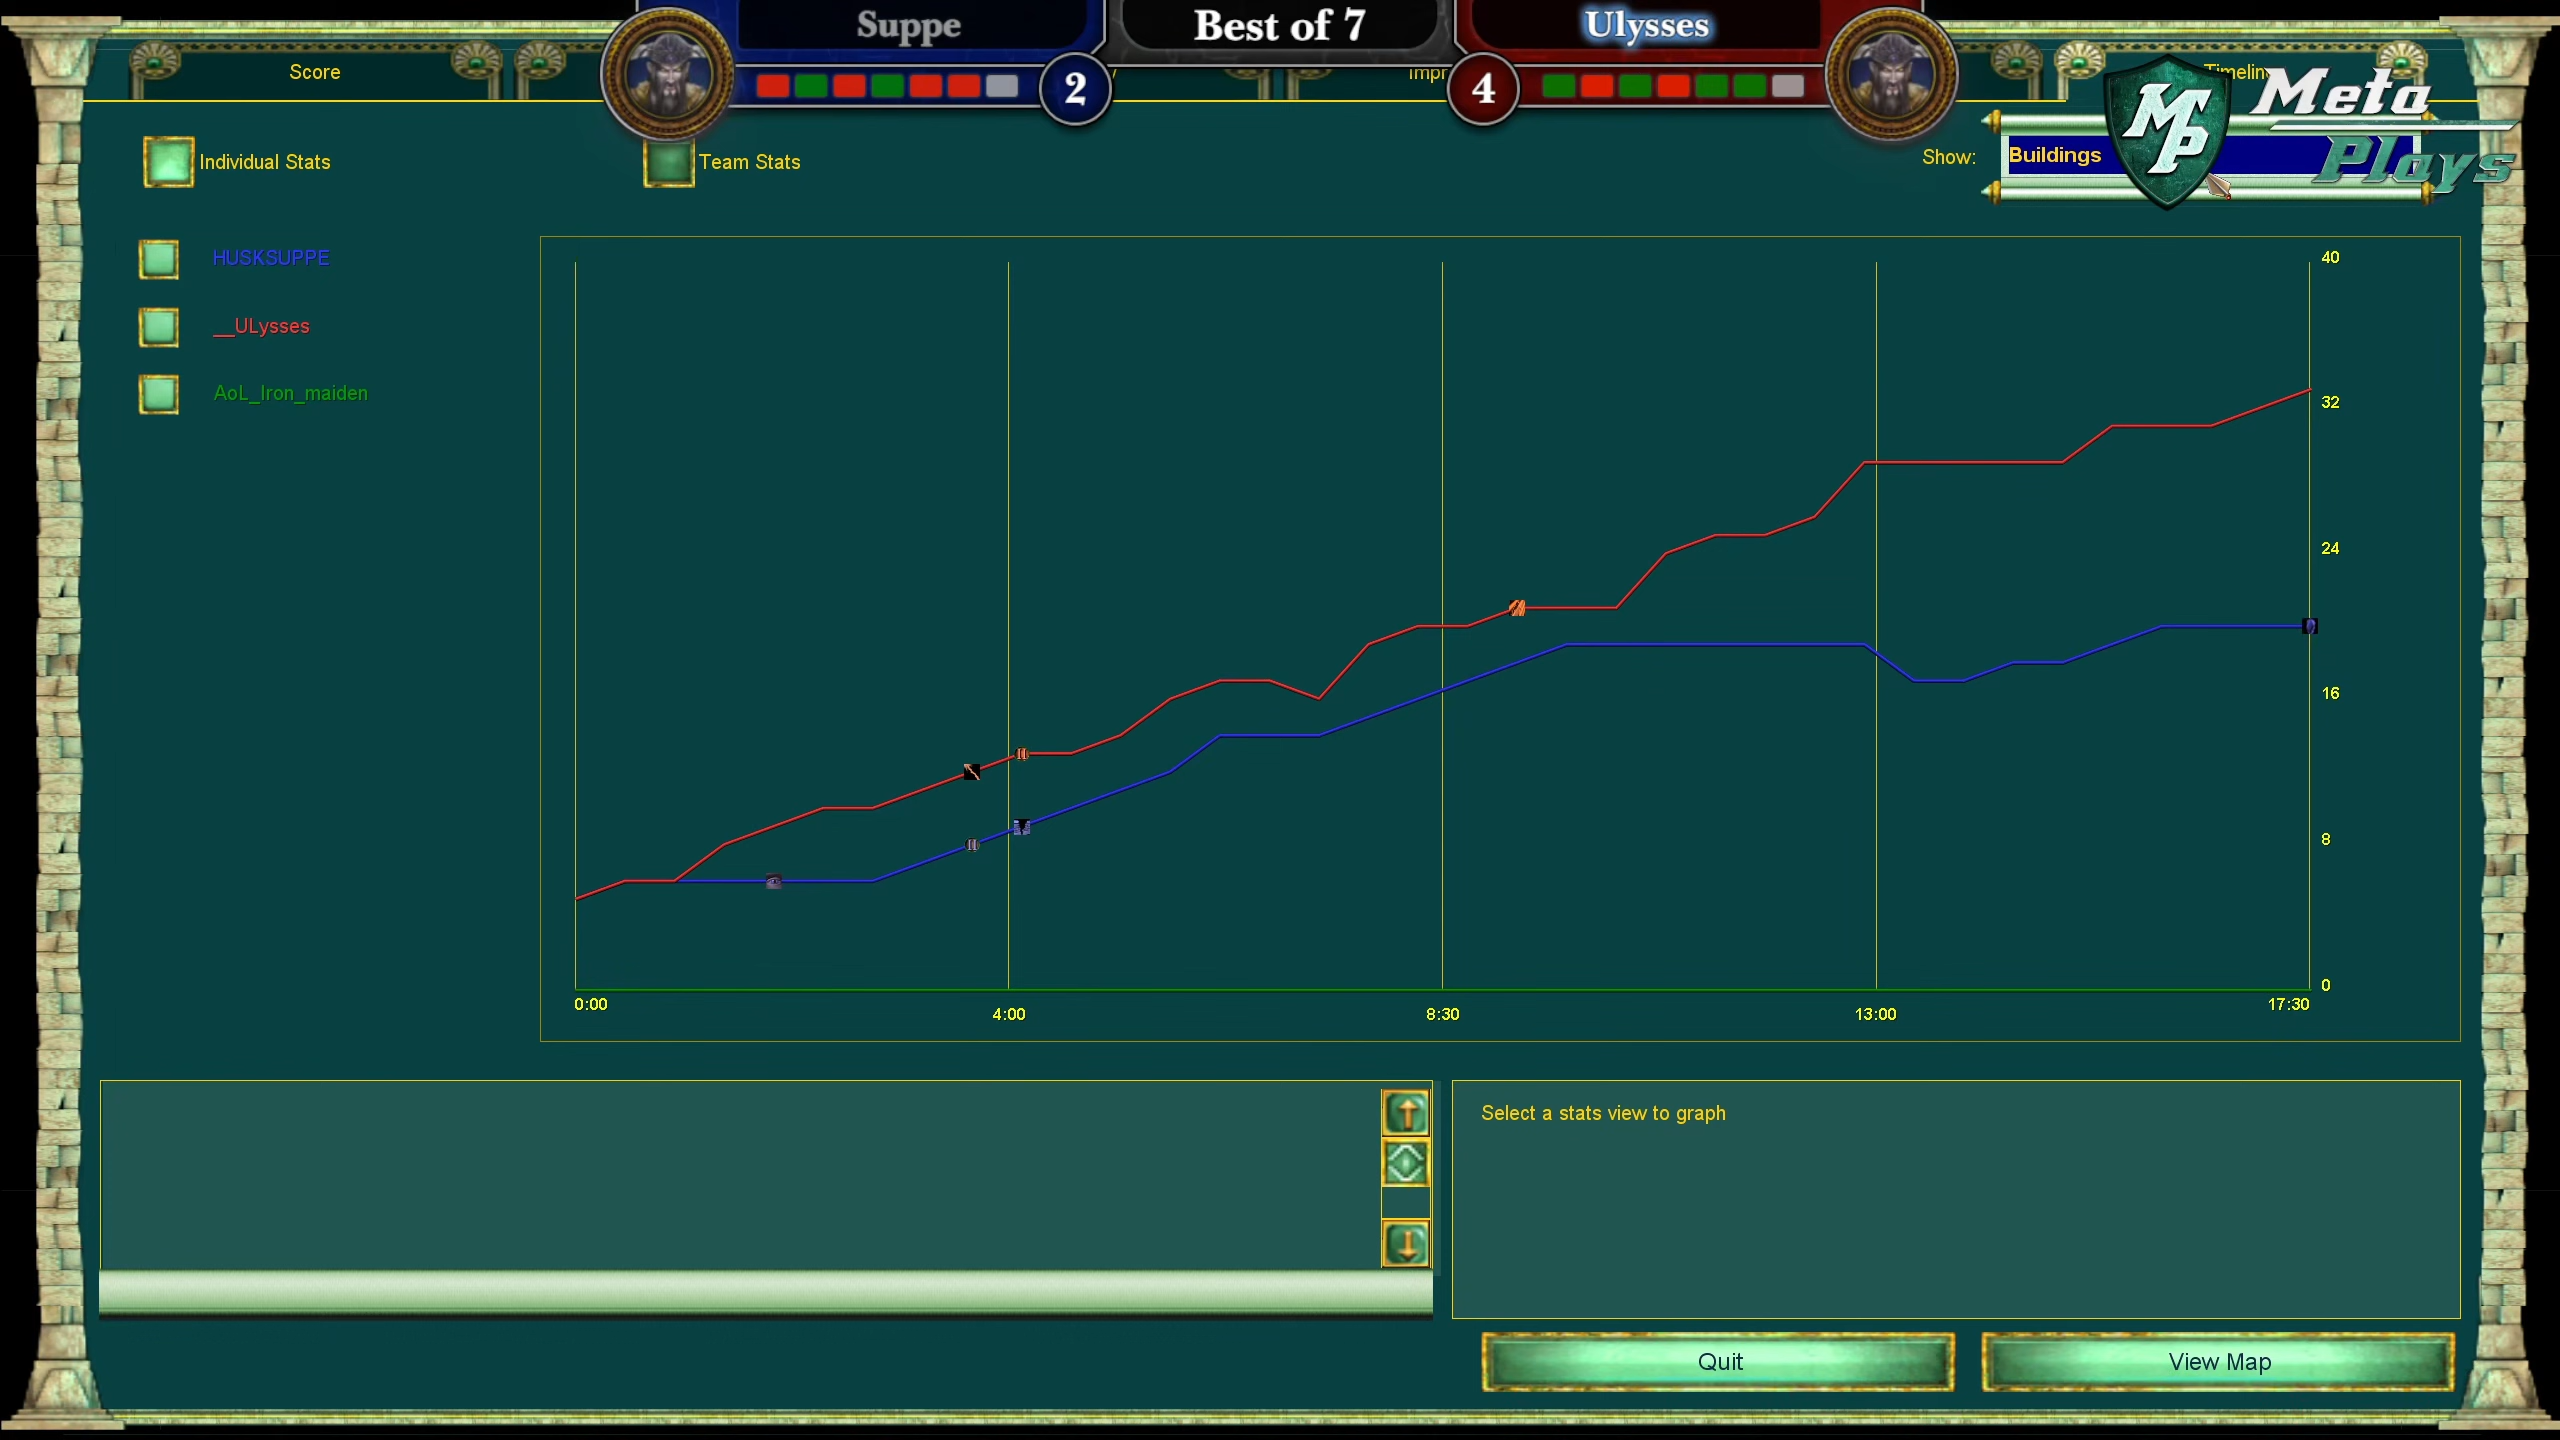 Suppe
Best of 7
Ulysses
Score
2
4
Meta
Plays
MP
Individual Stats
Team Stats
Show:
Buildings
HUSKSUPPE
__ULysses
AoL_Iron_maiden
40
32
24
16
8
0
0:00
4:00
8:30
13:00
17:30
Select a stats view to graph
Quit
View Map